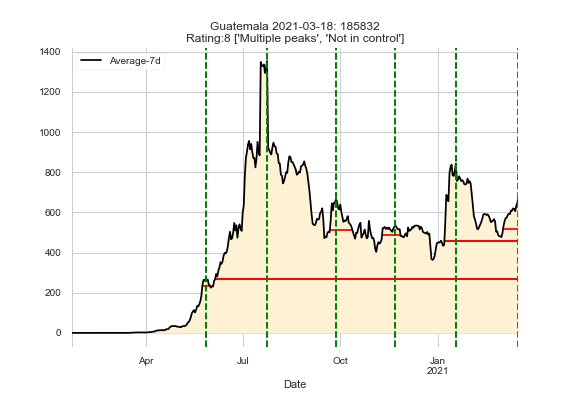 Guatemala 2021-03-18: 185832
Rating:8 ['Multiple peaks', 'Not in control']
Average-7d
1400
1200
1000
800
600
400
200
0
Apr
Jul
Oct
Jan
2021
Date